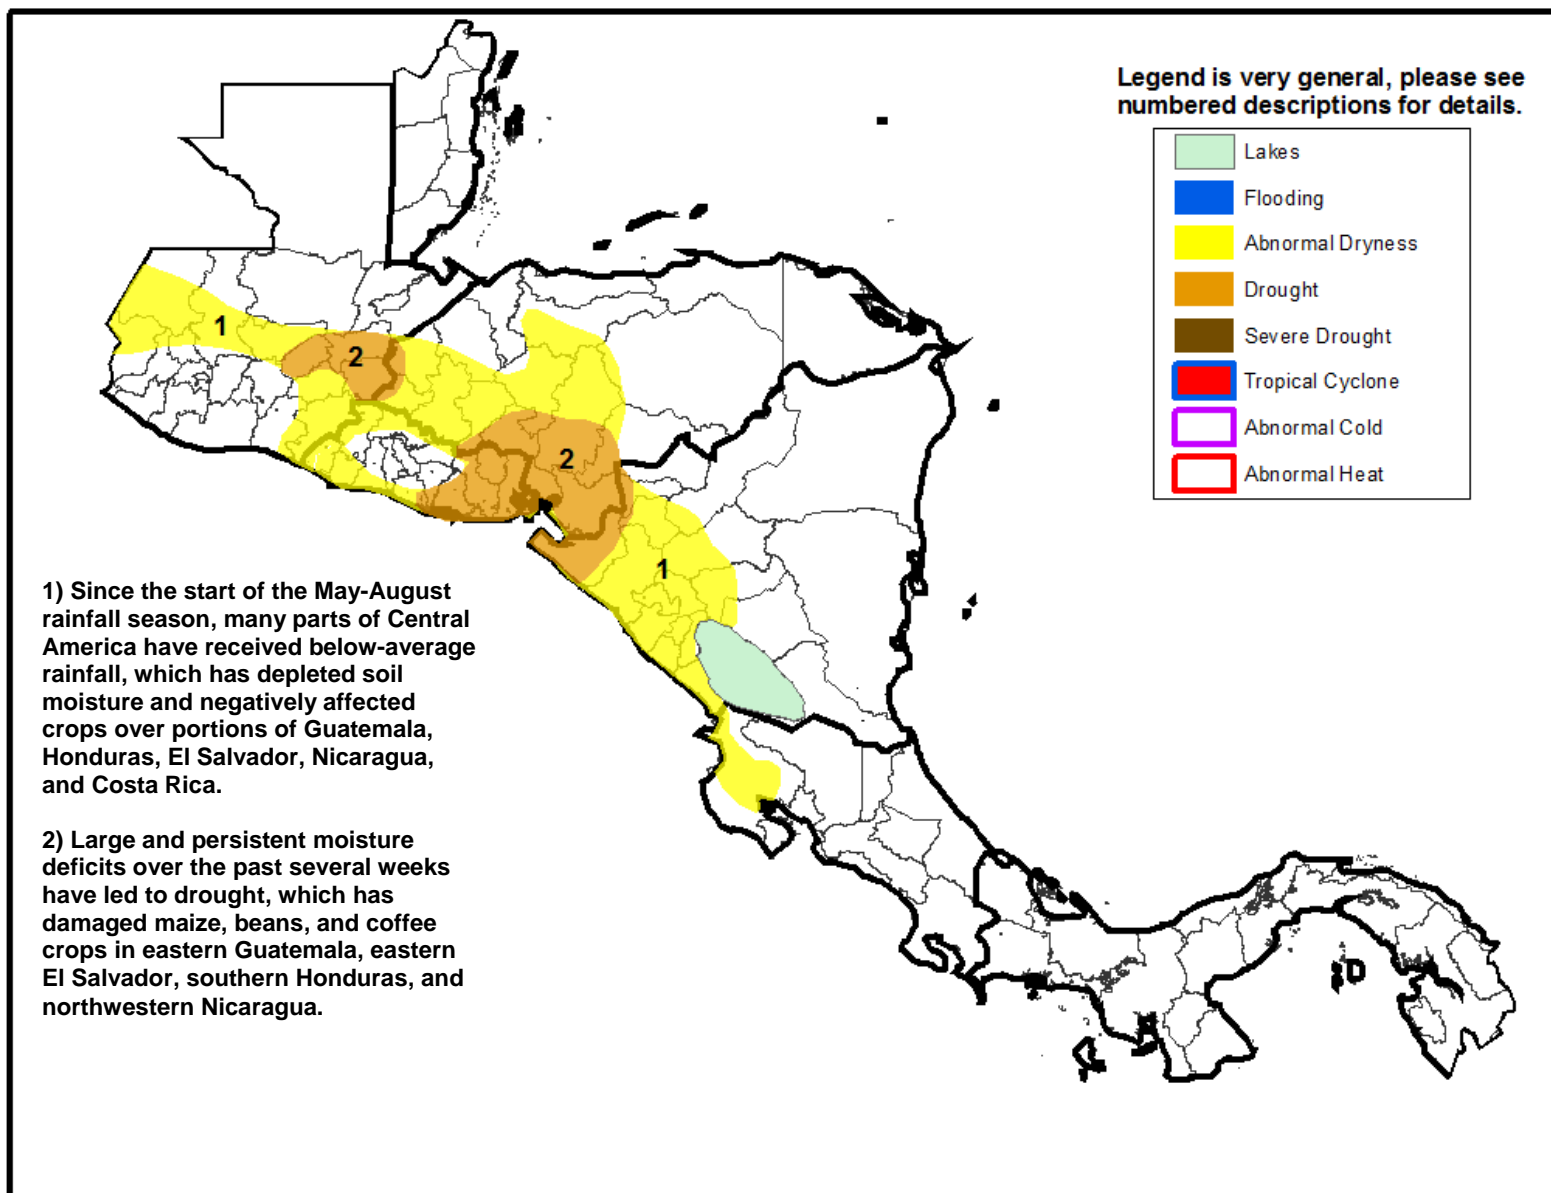 Legend is very general, please see
numbered descriptions for details.
Lakes
Flooding
Abnormal Dryness
Drought
Severe Drought
Tropical Cyclone
Abnormal Cold
Abnormal Heat
1
2
2
1
1) Since the start of the May-August
rainfall season, many parts of Central
America have received below-average
rainfall, which has depleted soil
moisture and negatively affected
crops over portions of Guatemala,
Honduras, El Salvador, Nicaragua,
and Costa Rica.
2) Large and persistent moisture
deficits over the past several weeks
have led to drought, which has
damaged maize, beans, and coffee
crops in eastern Guatemala, eastern
El Salvador, southern Honduras, and
northwestern Nicaragua.